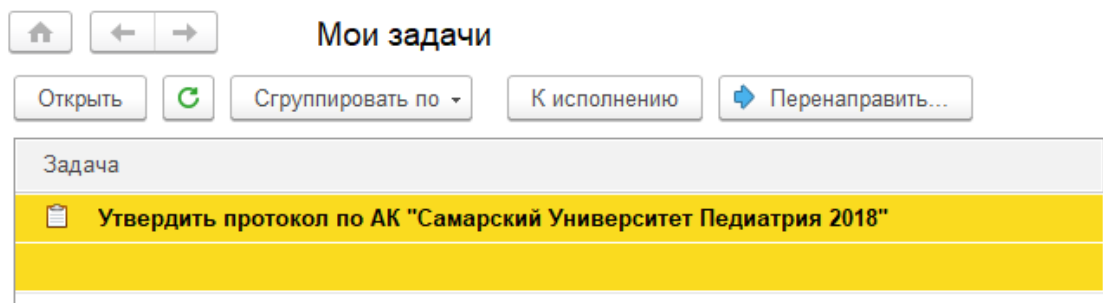 Мои задачи
Открыть Сгруппировать по К исполнению Перенаправить...
Задача
Утвердить протокол по АК "Самарский Университет Педиатрия 2018"